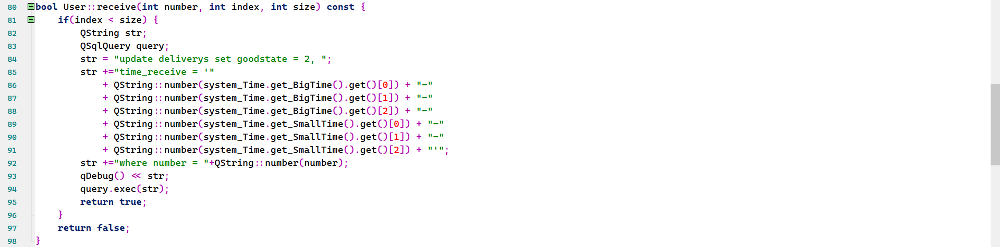 80 bool User::receive(int number, int index, int size) const {
81     if(index < size) {
82         QString str;
83         QSqlQuery query;
84         str = "update deliverys set goodstate = 2, ";
85         str +="time_receive = '"
86             + QString::number(system_Time.get_BigTime().get()[0]) + "-"
87             + QString::number(system_Time.get_BigTime().get()[1]) + "-"
88             + QString::number(system_Time.get_BigTime().get()[2]) + "-"
89             + QString::number(system_Time.get_SmallTime().get()[0]) + "-"
90             + QString::number(system_Time.get_SmallTime().get()[1]) + "-"
91             + QString::number(system_Time.get_SmallTime().get()[2]) + "'";
92         str +="where number = "+QString::number(number);
93         qDebug() << str;
94         query.exec(str);
95         return true;
96     }
97     return false;
98 }